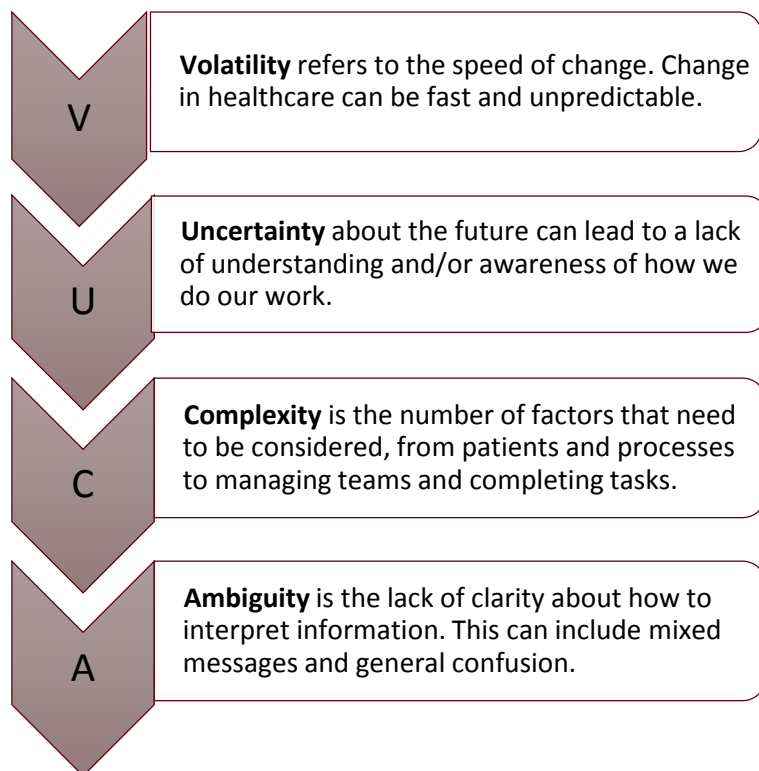 V
Volatility refers to the speed of change. Change
in healthcare can be fast and unpredictable.
U
Uncertainty about the future can lead to a lack
of understanding and/or awareness of how we
do our work.
C
Complexity is the number of factors that need
to be considered, from patients and processes
to managing teams and completing tasks.
A
Ambiguity is the lack of clarity about how to
interpret information. This can include mixed
messages and general confusion.